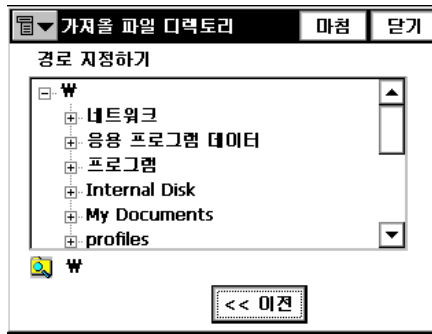 가져올 파일 디렉토리 마침 닫기
경로 지정하기
₩
네트워크
응용 프로그램 데이터
프로그램
Internal Disk
My Documents
profiles
₩
<< 이전